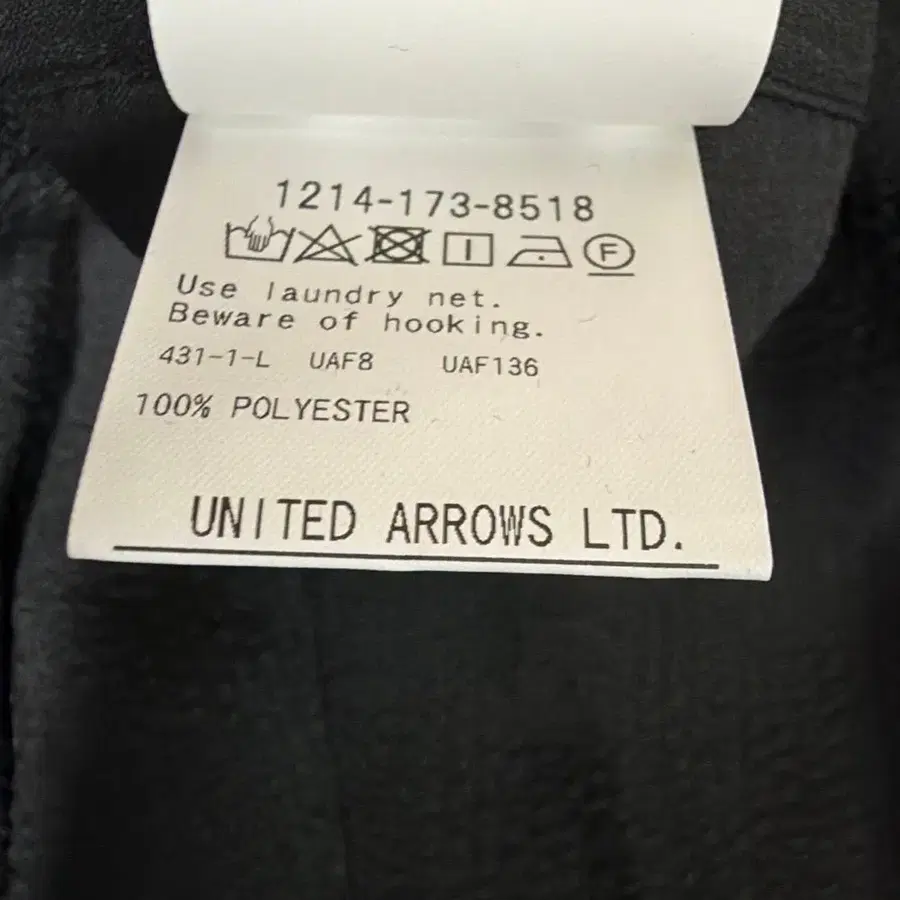 1214-173-8518
F
Use laundry net.
Beware of hooking.
431-1-L UAF8 UAF136
100% POLYESTER
UNITED ARROWS LTD.